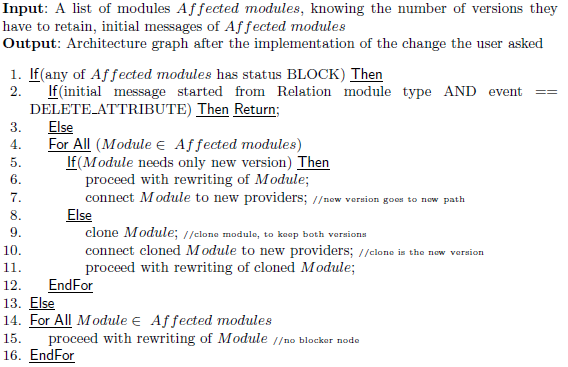 Input: A list of modules Affected modules, knowing the number of versions they
have to retain, initial messages of Affected modules
Output: Architecture graph after the implementation of the change the user asked
1. If(any of Affected modules has status BLOCK) Then
2. If(initial message started from Relation module type AND event ==
DELETE_ATTRIBUTE) Then Return;
3. Else
4. For All (Module ∈ Affected modules)
5. If(Module needs only new version) Then
6. proceed with rewriting of Module;
7. connect Module to new providers; //new version goes to new path
8. Else
9. clone Module; //clone module, to keep both versions
10. connect cloned Module to new providers; //clone is the new version
11. proceed with rewriting of cloned Module;
12. EndFor
13. Else
14. For All Module ∈ Affected modules
15. proceed with rewriting of Module //no blocker node
16. EndFor